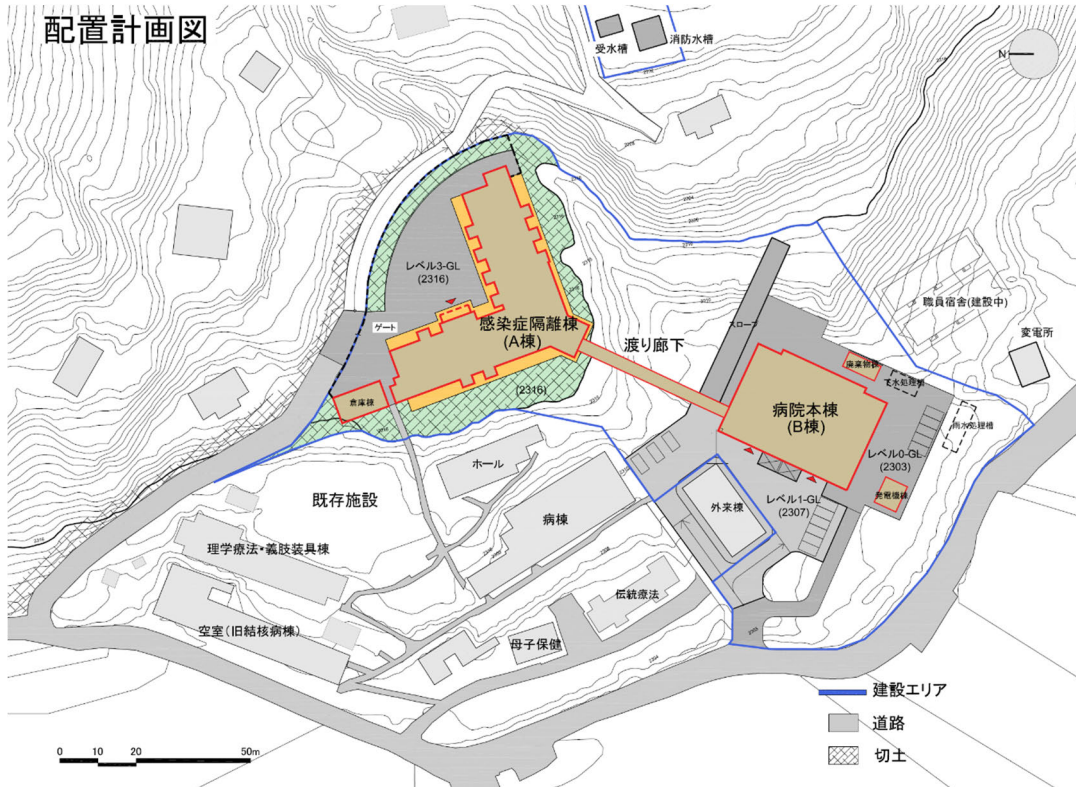 配置計画図
受水槽
消防水槽
N
レベル3-GL
(2316)
ゲート
感染症隔離棟
(A棟)
渡り廊下
スロープ
職員宿舎(建設中)
変電所
廃棄物棟
下水処理槽
雨水処理槽
病院本棟
(B棟)
倉庫棟
(2316)
レベル0-GL
(2303)
発電機棟
ホール
既存施設
病棟
外来棟
レベル1-GL
(2307)
理学療法・義肢装具棟
伝統療法
空室(旧結核病棟)
母子保健
建設エリア
道路
切土
0 10 20 50m